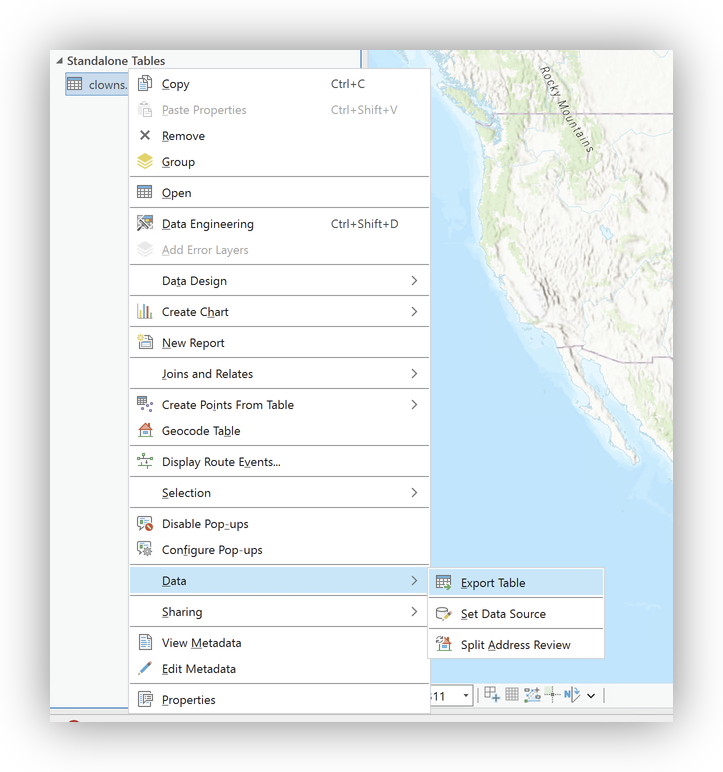 Standalone Tables
clowns.
Copy Ctrl+C
Paste Properties Ctrl+Shift+V
Remove
Group
Open
Data Engineering Ctrl+Shift+D
Add Error Layers
Data Design
Create Chart
New Report
Joins and Relates
Create Points From Table
Geocode Table
Display Route Events...
Selection
Disable Pop-ups
Configure Pop-ups
Data
Sharing
View Metadata
Edit Metadata
Properties
Export Table
Set Data Source
Split Address Review
Rocky Mountains
11